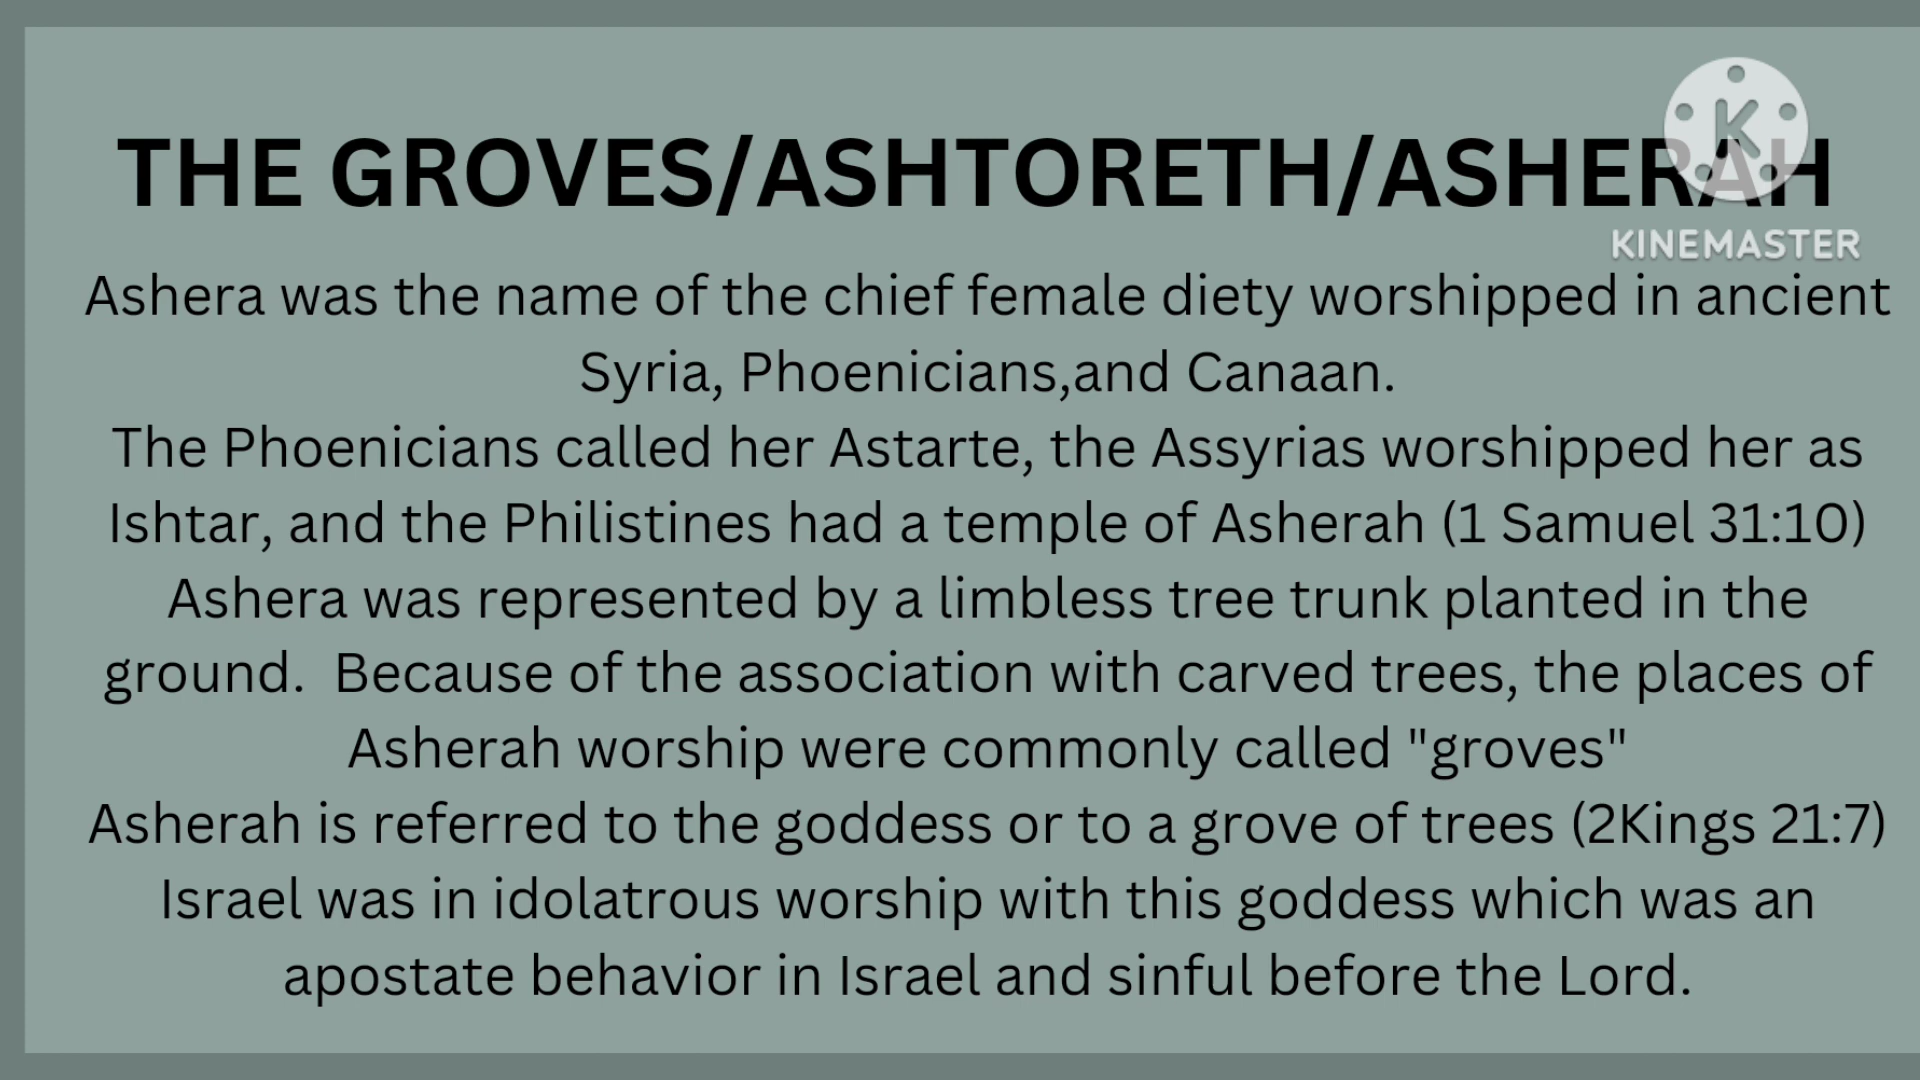 THE GROVES/ASHTORETH/ASHERAH
K
KINEMASTER
Ashera was the name of the chief female diety worshipped in ancient
Syria, Phoenicians,and Canaan.
The Phoenicians called her Astarte, the Assyrias worshipped her as
Ishtar, and the Philistines had a temple of Asherah (1 Samuel 31:10)
Ashera was represented by a limbless tree trunk planted in the
ground.  Because of the association with carved trees, the places of
Asherah worship were commonly called "groves"
Asherah is referred to the goddess or to a grove of trees (2Kings 21:7)
Israel was in idolatrous worship with this goddess which was an
apostate behavior in Israel and sinful before the Lord.